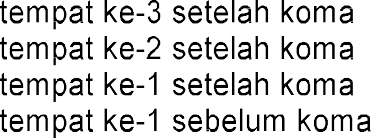 tempat ke-3 setelah koma
tempat ke-2 setelah koma
tempat ke-1 setelah koma
tempat ke-1 sebelum koma